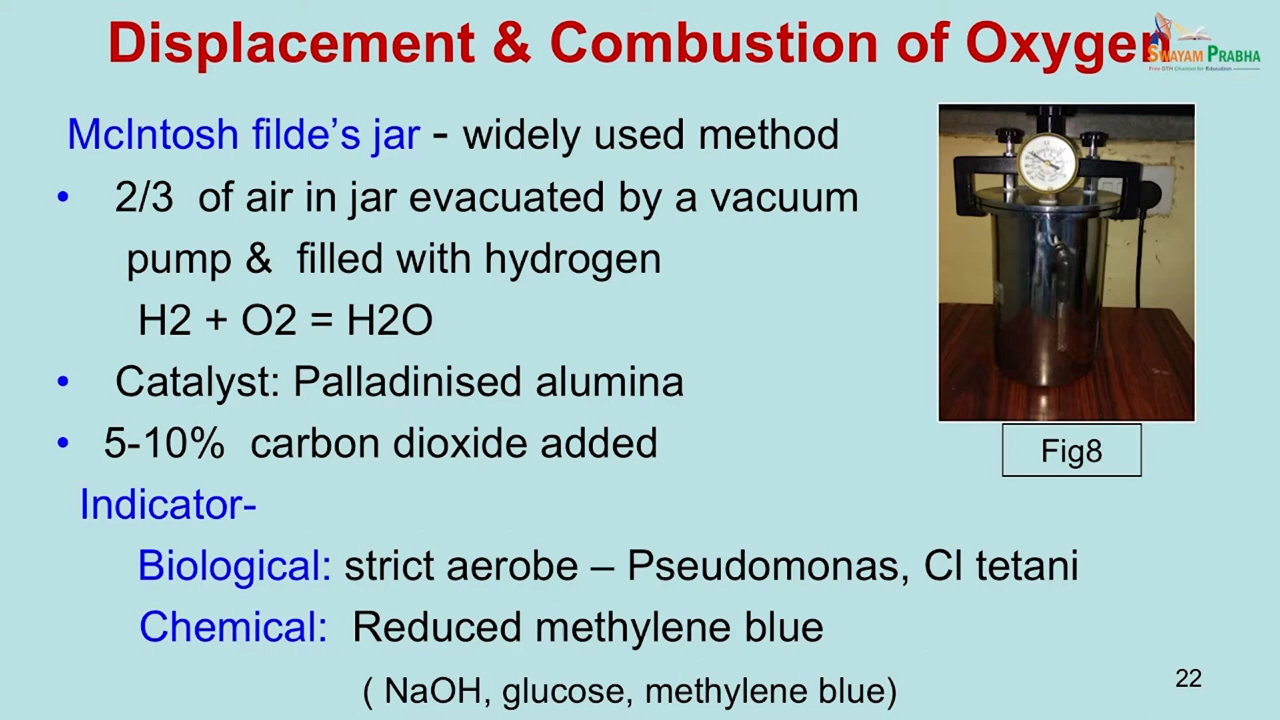 Displacement & Combustion of Oxygen
SWAYAM PRABHA
Free DTH Channel for Education
McIntosh filde's jar - widely used method
• 2/3 of air in jar evacuated by a vacuum
pump & filled with hydrogen
H2 + O2 = H2O
• Catalyst: Palladinised alumina
• 5-10% carbon dioxide added
Fig8
Indicator-
Biological: strict aerobe – Pseudomonas, Cl tetani
Chemical: Reduced methylene blue
( NaOH, glucose, methylene blue)
22